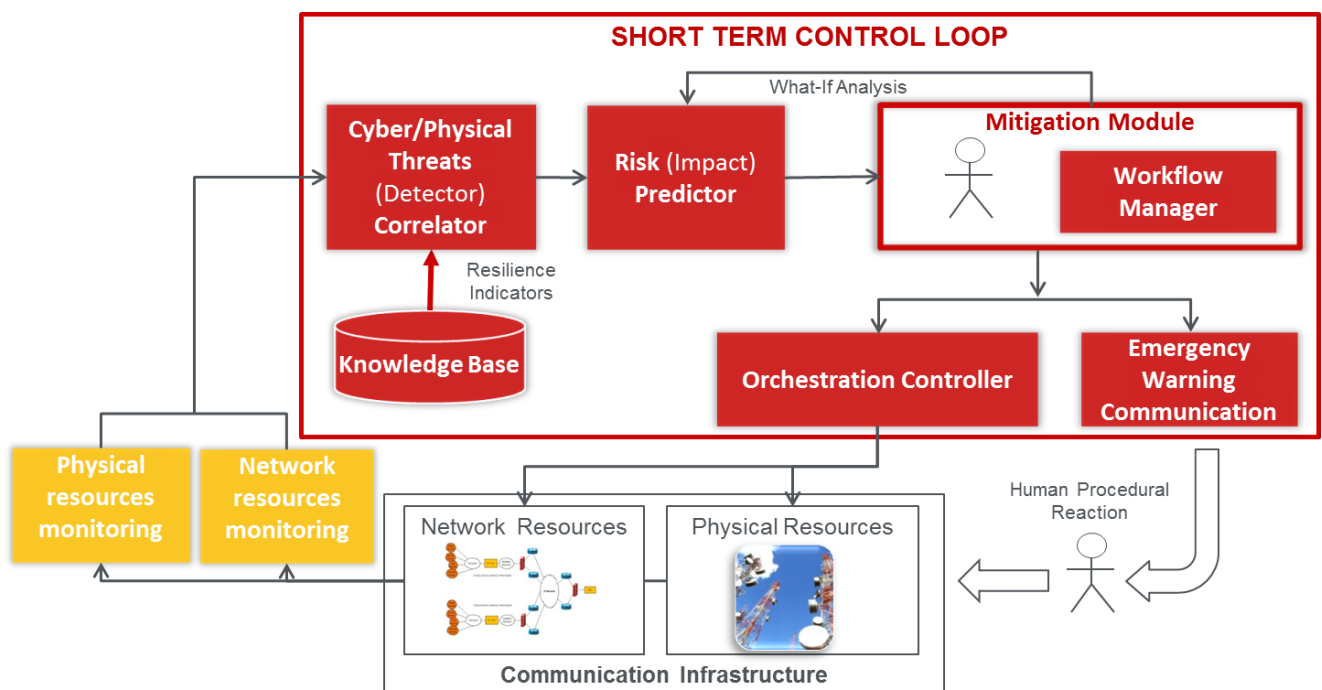 SHORT TERM CONTROL LOOP
What-If Analysis
Cyber/Physical
Threats
(Detector)
Correlator
Risk (Impact)
Predictor
Mitigation Module
Workflow
Manager
Resilience
Indicators
Knowledge Base
Orchestration Controller
Emergency
Warning
Communication
Physical
resources
monitoring
Network
resources
monitoring
Human Procedural
Reaction
Network Resources
Physical Resources
Communication Infrastructure